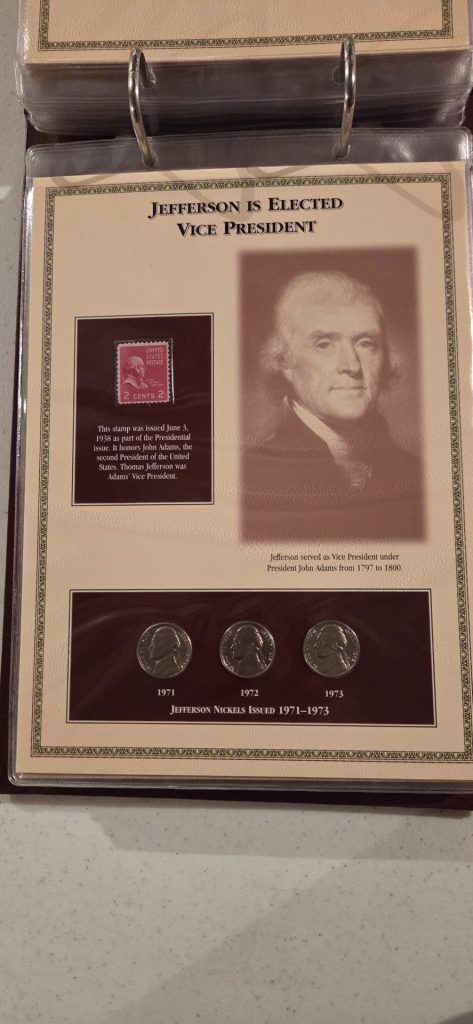 JEFFERSON IS ELECTED
VICE PRESIDENT
UNITED
STATES
POSTAGE
2 CENTS 2
This stamp was issued June 3,
1938 as part of the Presidential
issue. It honors John Adams, the
second President of the United
States. Thomas Jefferson was
Adams' Vice President.
Jefferson served as Vice President under
President John Adams from 1797 to 1800.
1971
1972
1973
JEFFERSON NICKELS ISSUED 1971–1973